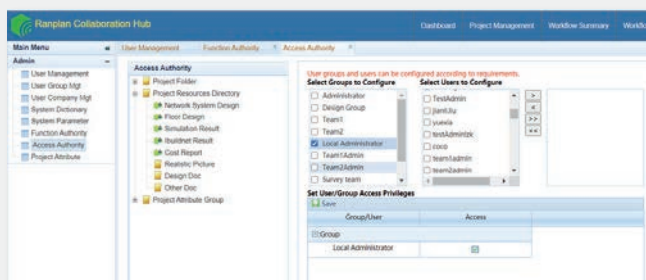 Ranplan Collaboration Hub
Dashboard Project Management Workflow Summary
Main Menu
User Management Function Authority Access Authority
Admin
User Management
User Group Mgt
User Company Mgt
System Dictionary
System Parameter
Function Authority
Access Authority
Project Attribute
Access Authority
Project Folder
Project Resources Directory
Network System Design
Floor Design
Simulation Result
iBuildnet Result
Cost Report
Realistic Picture
Design Doc
Other Doc
Project Attribute Group
User groups and users can be configured according to requirements.
Select Groups to Configure
Administrator
Design Group
Team1
Team2
Local Administrator
Team1Admin
Team2Admin
Survey team
Select Users to Configure
TestAdmin
yuexia
testAdminlzk
coco
team1admin
team2admin
>
<
>>
<<
Set User/Group Access Privileges
Save
Group/User Access
Group
Local Administrator